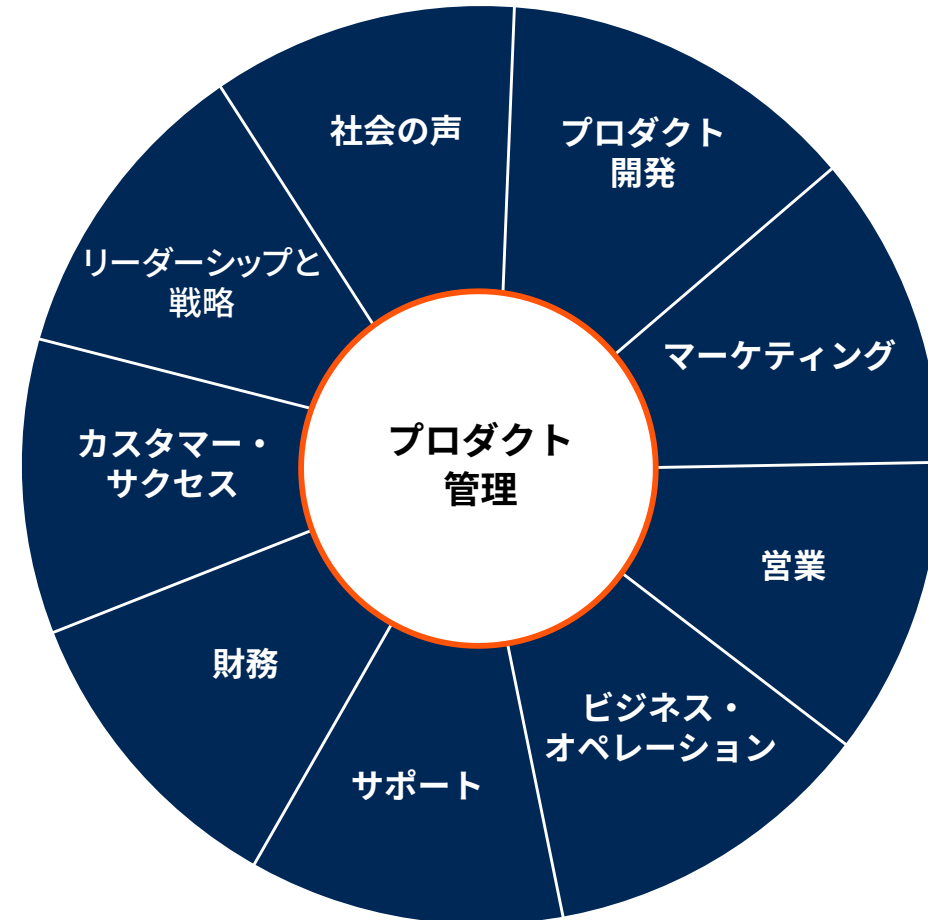 社会の声
プロダクト
開発
リーダーシップと
戦略
マーケティング
カスタマー・
サクセス
プロダクト
管理
営業
財務
ビジネス・
オペレーション
サポート